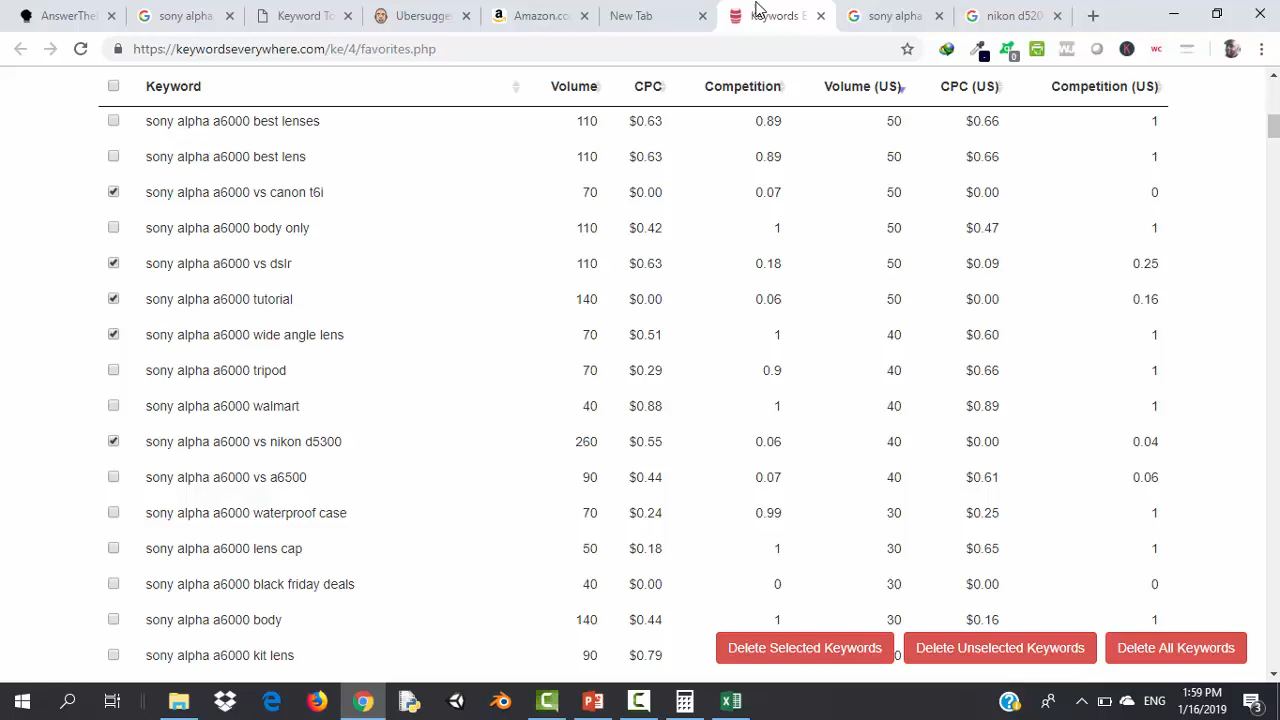 AnswerThe
sony alpha
Keyword To
Ubersugge
Amazon.co
New Tab
Keywords E
sony alpha
nikon d520
https://keywordseverywhere.com/ke/4/favorites.php
0
WJ
K
WC
Keyword Volume CPC Competition Volume (US) CPC (US) Competition (US)
sony alpha a6000 best lenses 110 $0.63 0.89 50 $0.66 1
sony alpha a6000 best lens 110 $0.63 0.89 50 $0.66 1
sony alpha a6000 vs canon t6i 70 $0.00 0.07 50 $0.00 0
sony alpha a6000 body only 110 $0.42 1 50 $0.47 1
sony alpha a6000 vs dslr 110 $0.63 0.18 50 $0.09 0.25
sony alpha a6000 tutorial 140 $0.00 0.06 50 $0.00 0.16
sony alpha a6000 wide angle lens 70 $0.51 1 40 $0.60 1
sony alpha a6000 tripod 70 $0.29 0.9 40 $0.66 1
sony alpha a6000 walmart 40 $0.88 1 40 $0.89 1
sony alpha a6000 vs nikon d5300 260 $0.55 0.06 40 $0.00 0.04
sony alpha a6000 vs a6500 90 $0.44 0.07 40 $0.61 0.06
sony alpha a6000 waterproof case 70 $0.24 0.99 30 $0.25 1
sony alpha a6000 lens cap 50 $0.18 1 30 $0.65 1
sony alpha a6000 black friday deals 40 $0.00 0 30 $0.00 0
sony alpha a6000 body 140 $0.44 1 30 $0.16 1
sony alpha a6000 kit lens 90 $0.79
Delete Selected Keywords
Delete Unselected Keywords
Delete All Keywords
ENG
1:59 PM
1/16/2019
3